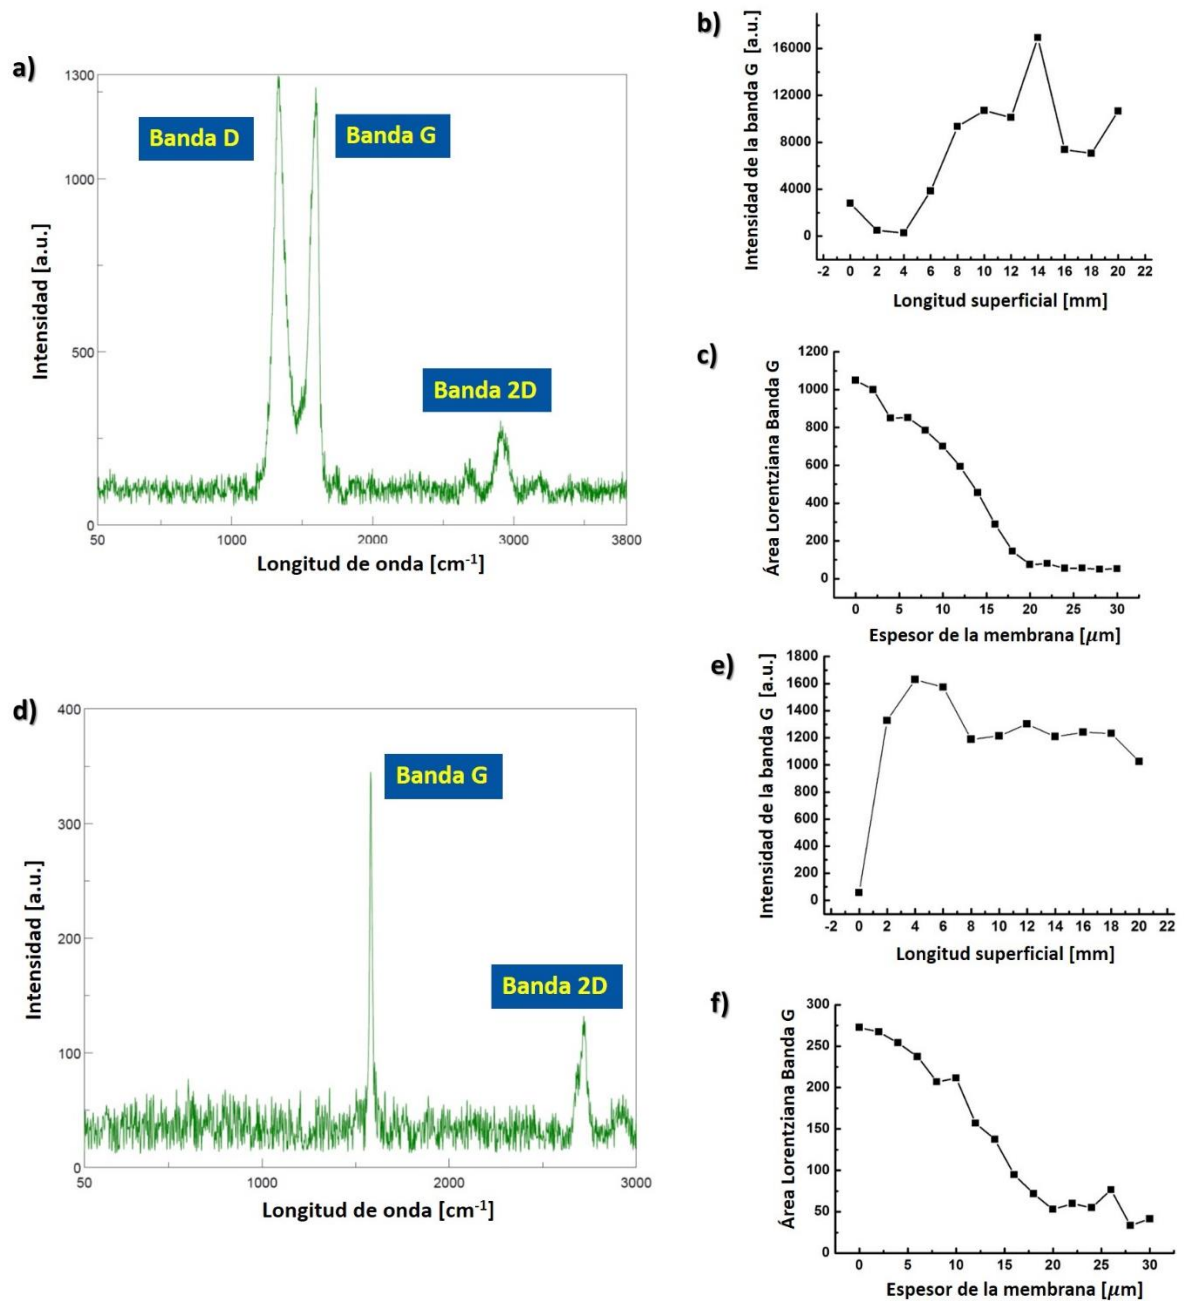 a)
1300
1000
500
0
50
1000
2000
3000
3800
Intensidad [a.u.]
Longitud de onda [cm⁻¹]
Banda D
Banda G
Banda 2D
b)
16000
12000
8000
4000
0
-2 0 2 4 6 8 10 12 14 16 18 20 22
Intensidad de la banda G [a.u.]
Longitud superficial [mm]
c)
1200
1000
800
600
400
200
0
0 5 10 15 20 25 30
Área Lorentziana Banda G
Espesor de la membrana [μm]
d)
400
300
200
100
0
50
1000
2000
3000
Intensidad [a.u.]
Longitud de onda [cm⁻¹]
Banda G
Banda 2D
e)
1800
1600
1400
1200
1000
800
600
400
200
0
-2 0 2 4 6 8 10 12 14 16 18 20 22
Intensidad de la banda G [a.u.]
Longitud superficial [mm]
f)
300
250
200
150
100
50
0
0 5 10 15 20 25 30
Área Lorentziana Banda G
Espesor de la membrana [μm]